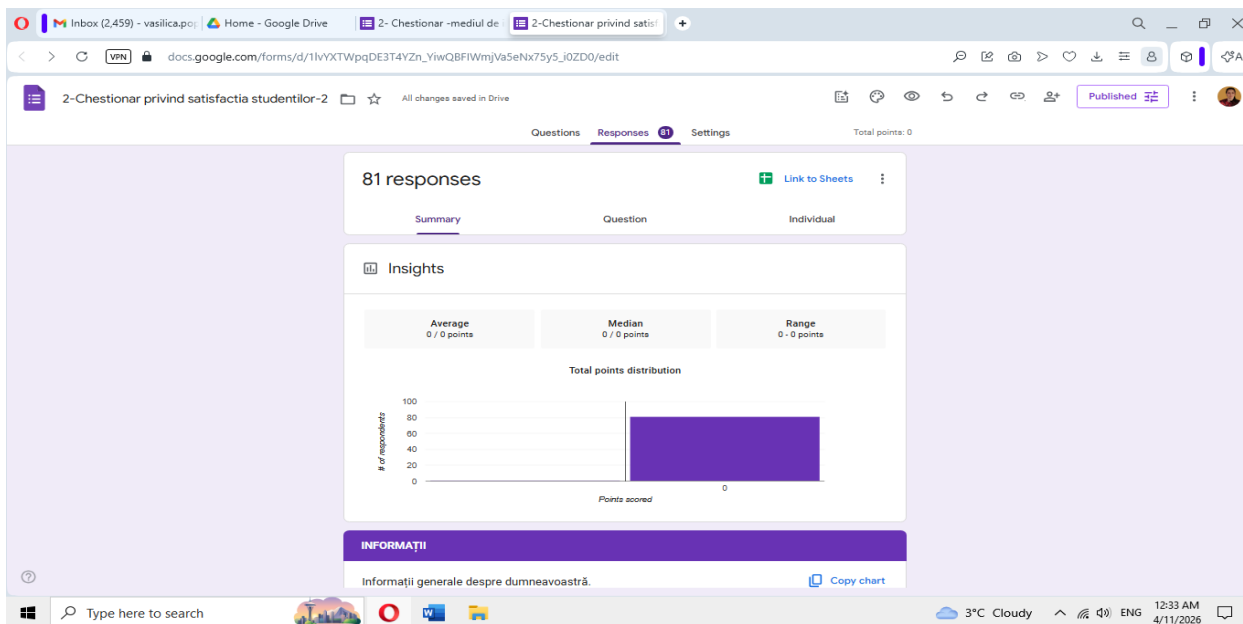 Inbox (2,459) - vasilica.pop
Home - Google Drive
2- Chestionar -mediul de
2-Chestionar privind satisf
VPN
docs.google.com/forms/d/1lvYXTWpqDE3T4YZn_YiwQBFIWmjVa5eNx75y5_i0ZD0/edit
2-Chestionar privind satisfactia studentilor-2
All changes saved in Drive
Published
Questions
Responses
81
Settings
Total points: 0
81 responses
Link to Sheets
Summary
Question
Individual
Insights
Average
0 / 0 points
Median
0 / 0 points
Range
0 - 0 points
Total points distribution
100
80
60
40
20
0
# of respondents
0
Points scored
INFORMAȚII
Informații generale despre dumneavoastră.
Copy chart
Type here to search
3°C Cloudy
ENG
12:33 AM
4/11/2026